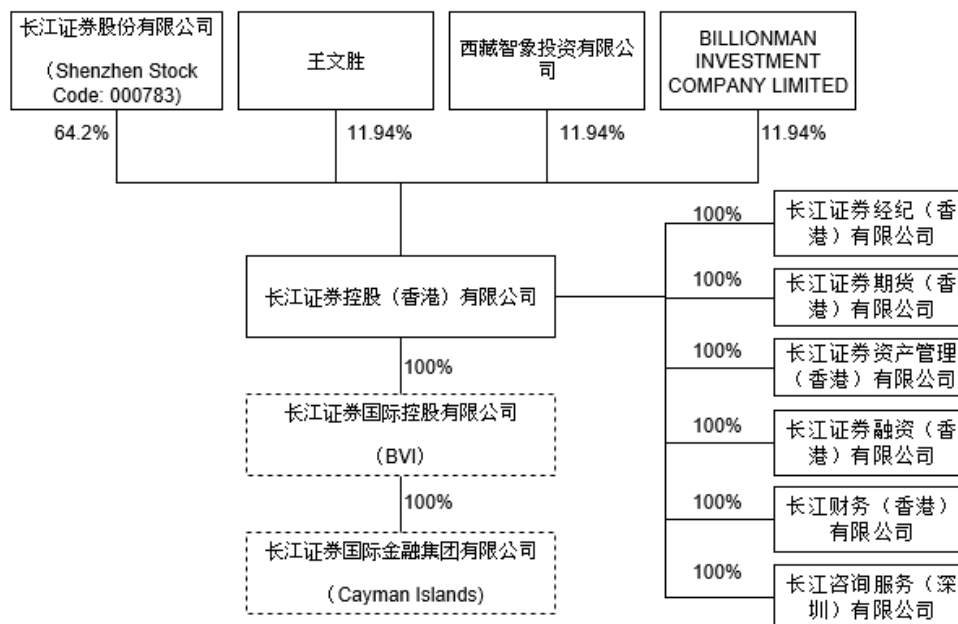 长江证券股份有限公司
（Shenzhen Stock
Code: 000783)
王文胜
西藏智象投资有限公
司
BILLIONMAN
INVESTMENT
COMPANY LIMITED
64.2%
11.94%
11.94%
11.94%
100%
长江证券经纪（香
港）有限公司
长江证券控股（香港）有限公司
100%
长江证券期货（香
港）有限公司
100%
长江证券资产管理
（香港）有限公司
100%
长江证券国际控股有限公司
（BVI)
100%
长江证券融资（香
港）有限公司
100%
长江证券国际金融集团有限公司
（Cayman Islands)
100%
长江财务（香港）
有限公司
100%
长江咨询服务（深
圳）有限公司